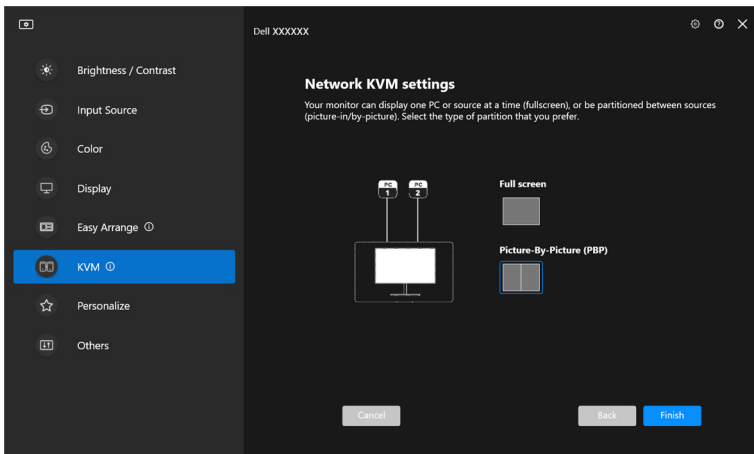 Dell XXXXXX
Brightness / Contrast
Input Source
Color
Display
Easy Arrange
KVM
Personalize
Others
Network KVM settings
Your monitor can display one PC or source at a time (fullscreen), or be partitioned between sources
(picture-in/by-picture). Select the type of partition that you prefer.
PC
1
PC
2
Full screen
Picture-By-Picture (PBP)
Cancel
Back
Finish